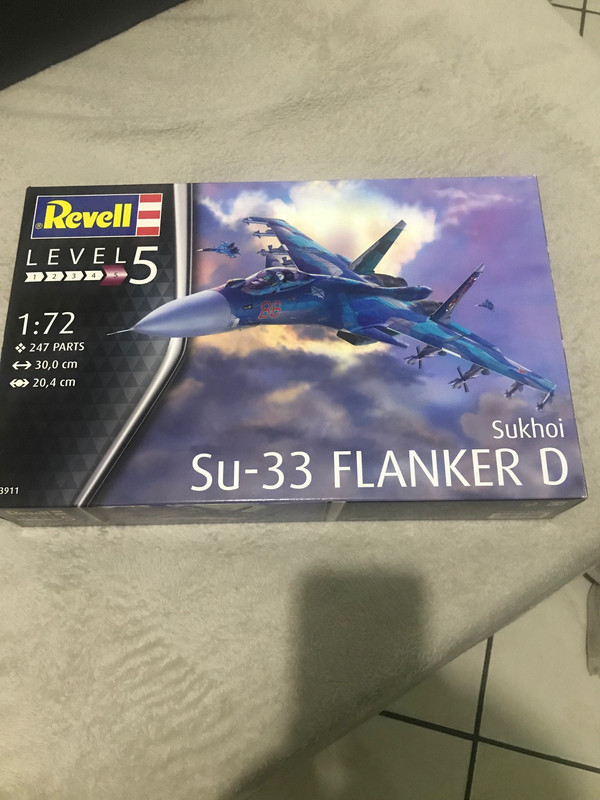 ®Revell
LEVEL 5
1 2 3 4 5
1:72
247 PARTS
30,0 cm
20,4 cm
Sukhoi
Su-33 FLANKER D
3911